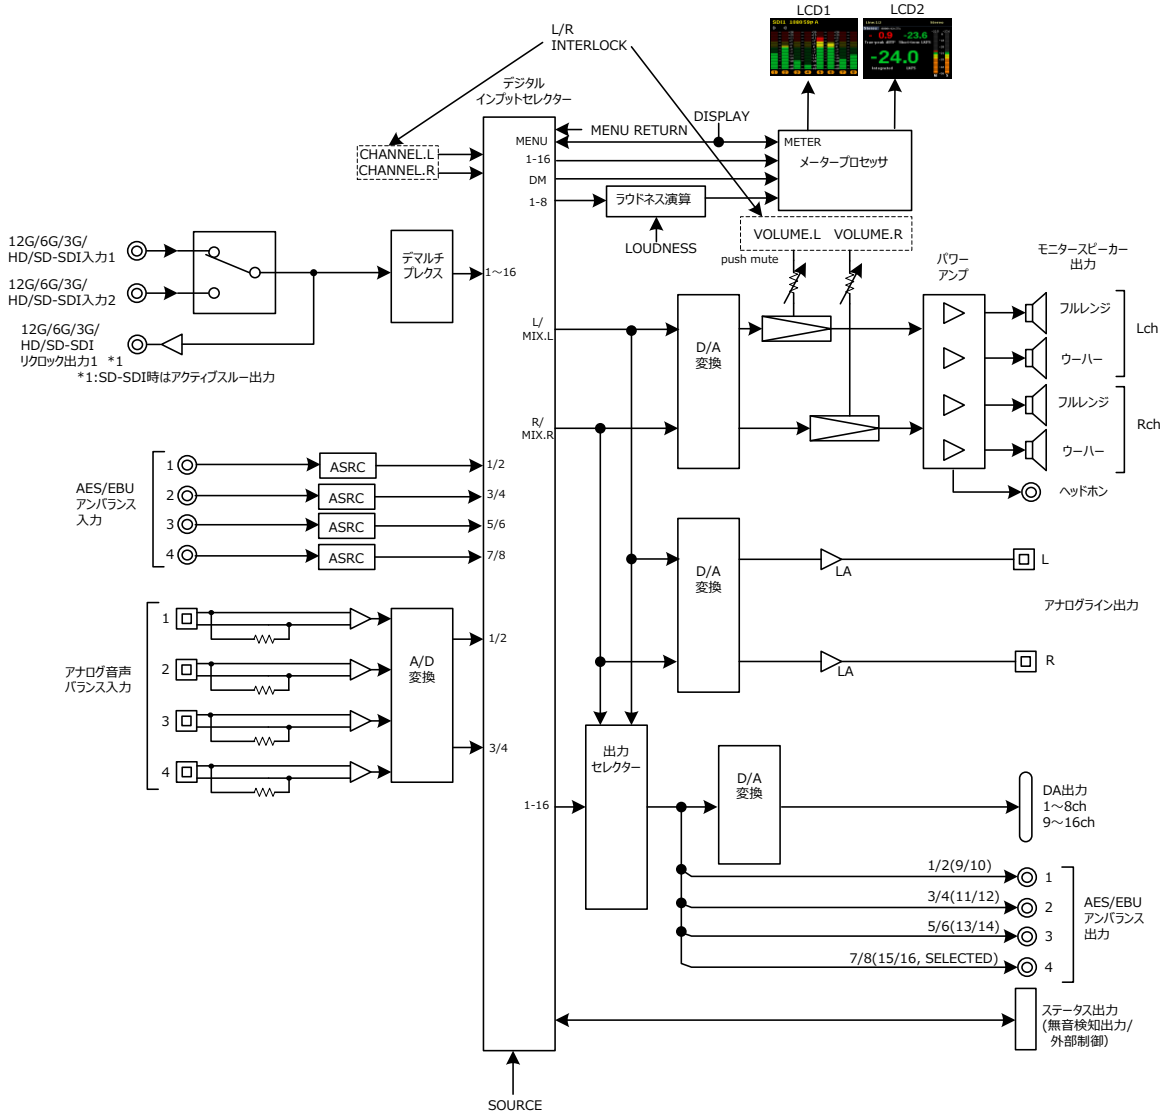 LCD1
LCD2
SDI1 1080 59p A
-0.9
-23.6
-24.0
L/R
INTERLOCK
デジタル
インプットセレクター
DISPLAY
MENU RETURN
MENU
METER
メータープロセッサ
1-16
DM
1-8
ラウドネス演算
LOUDNESS
CHANNEL.L
CHANNEL.R
VOLUME.L
VOLUME.R
push mute
12G/6G/3G/
HD/SD-SDI入力1
12G/6G/3G/
HD/SD-SDI入力2
12G/6G/3G/
HD/SD-SDI
リクロック出力1 *1
*1:SD-SDI時はアクティブスルー出力
デマルチ
プレクス
1～16
L/
MIX.L
R/
MIX.R
D/A
変換
パワー
アンプ
モニタースピーカー
出力
フルレンジ
ウーハー
Lch
フルレンジ
ウーハー
Rch
ヘッドホン
AES/EBU
アンバランス
入力
1
ASRC
1/2
2
ASRC
3/4
3
ASRC
5/6
4
ASRC
7/8
D/A
変換
LA
L
アナログライン出力
LA
R
アナログ音声
バランス入力
1
2
3
4
A/D
変換
1/2
3/4
出力
セレクター
1-16
D/A
変換
DA出力
1～8ch
9～16ch
1/2(9/10)
1
3/4(11/12)
2
5/6(13/14)
3
7/8(15/16, SELECTED)
4
AES/EBU
アンバランス
出力
ステータス出力
(無音検知出力/
外部制御)
SOURCE